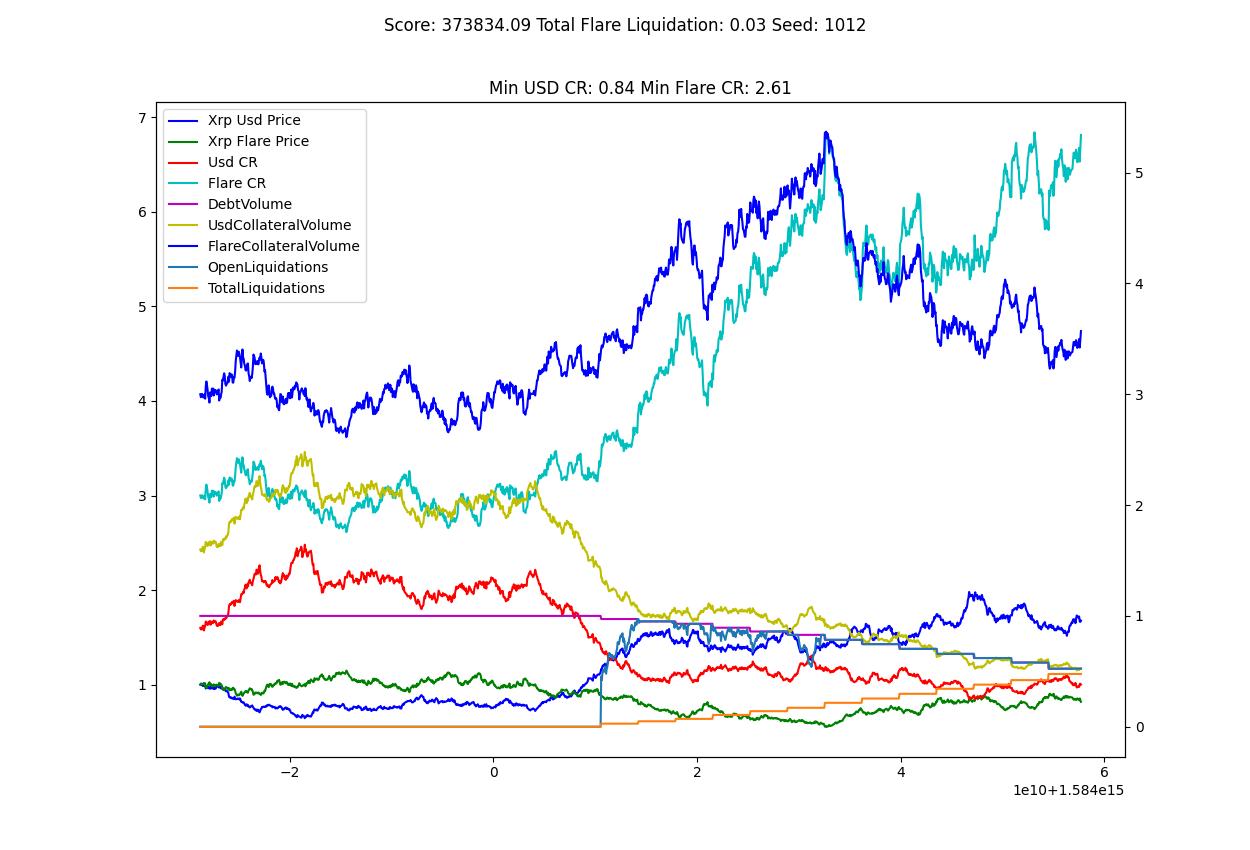 Score: 373834.09 Total Flare Liquidation: 0.03 Seed: 1012
Min USD CR: 0.84 Min Flare CR: 2.61
Xrp Usd Price
Xrp Flare Price
Usd CR
Flare CR
DebtVolume
UsdCollateralVolume
FlareCollateralVolume
OpenLiquidations
TotalLiquidations
7
6
5
4
3
2
1
5
4
3
2
1
0
−2
0
2
4
6
1e10+1.584e15